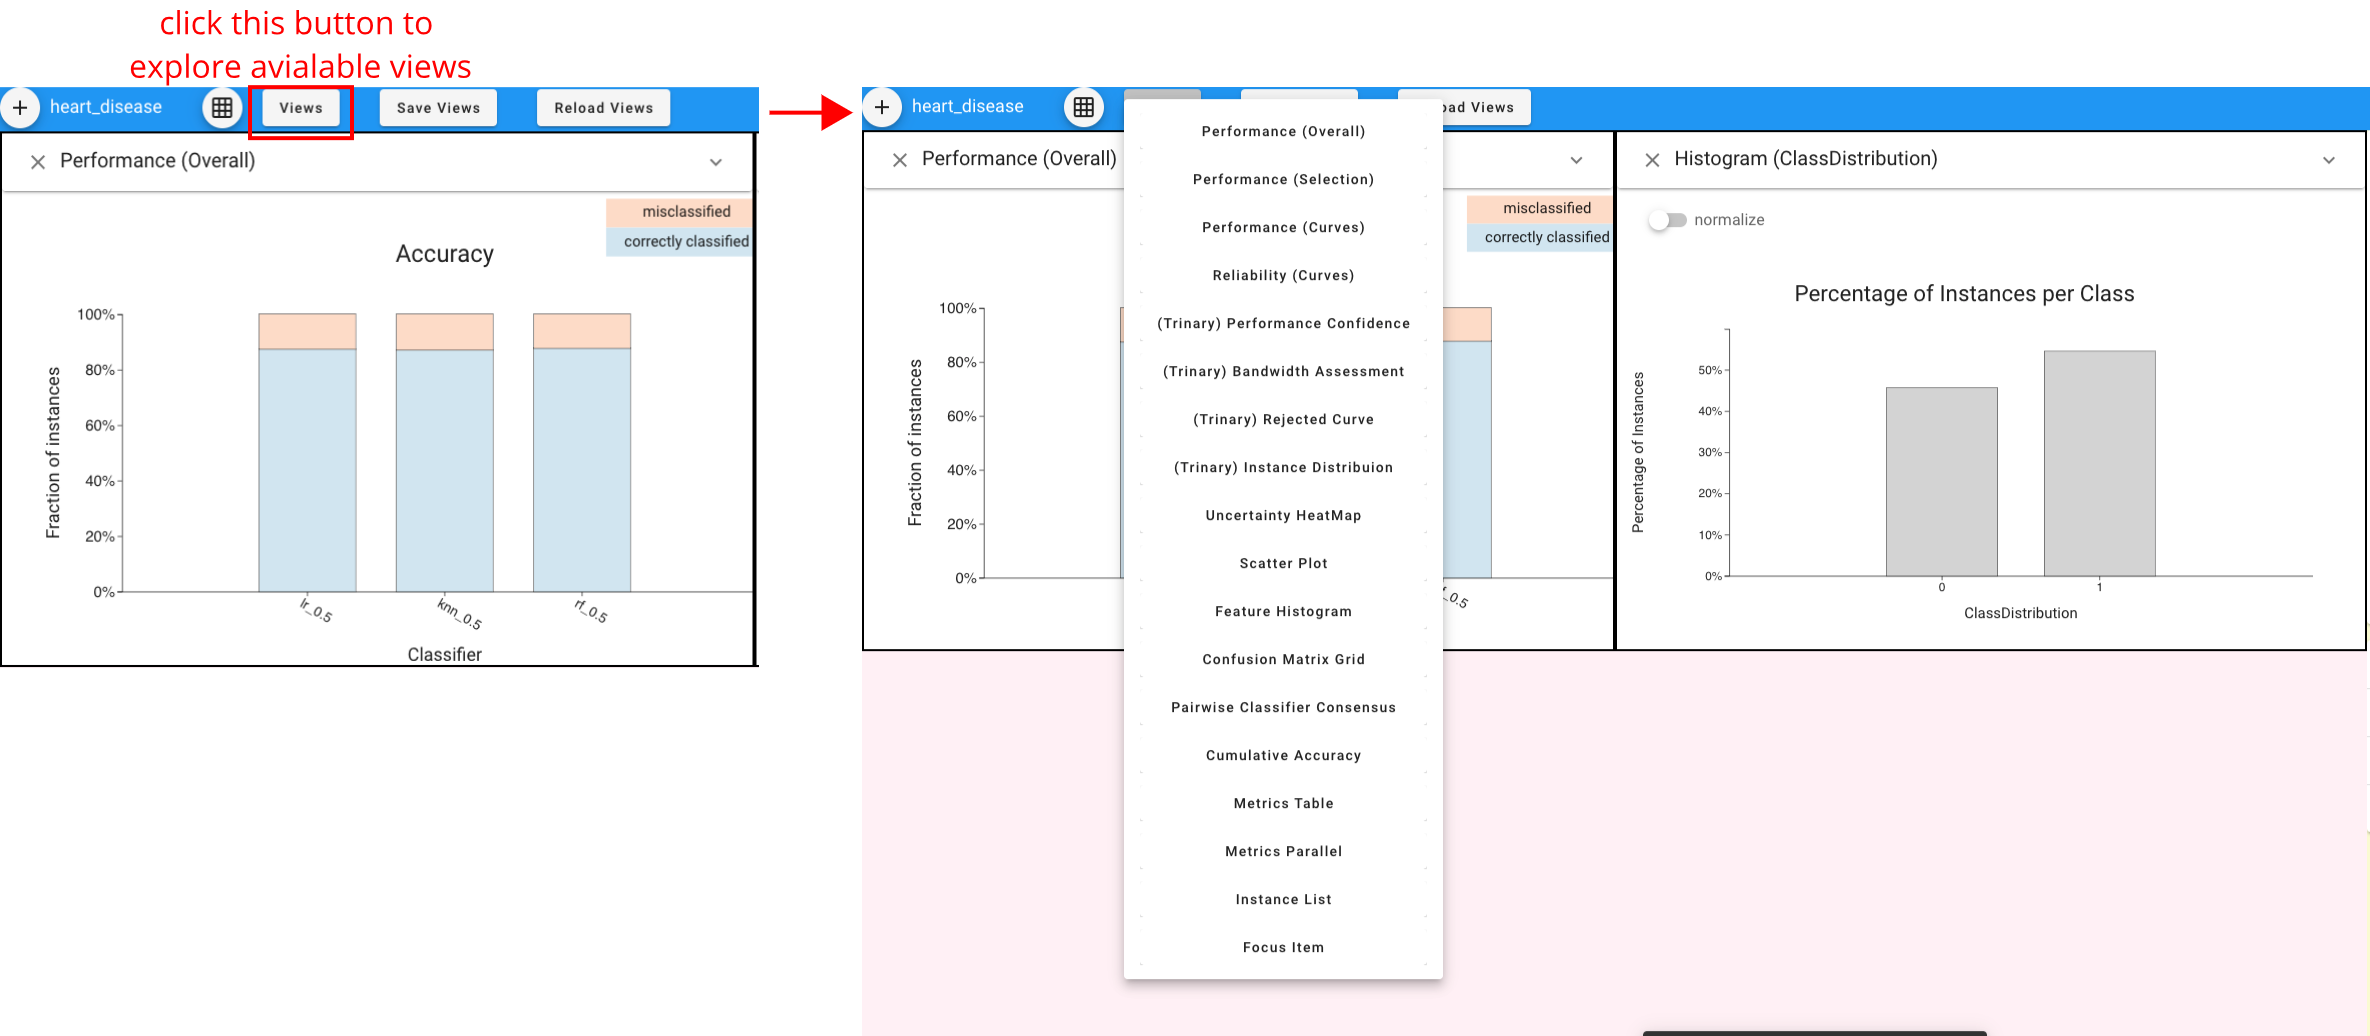 click this button to
explore avialable views
heart_disease
Views
Save Views
Reload Views
Performance (Overall)
misclassified
correctly classified
Accuracy
100%
80%
60%
40%
20%
0%
Fraction of instances
lr_0.5
knn_0.5
rf_0.5
Classifier
heart_disease
oad Views
Performance (Overall)
misclassified
correctly classified
100%
80%
60%
40%
20%
0%
Fraction of instances
_0.5
Performance (Overall)
Performance (Selection)
Performance (Curves)
Reliability (Curves)
(Trinary) Performance Confidence
(Trinary) Bandwidth Assessment
(Trinary) Rejected Curve
(Trinary) Instance Distribuion
Uncertainty HeatMap
Scatter Plot
Feature Histogram
Confusion Matrix Grid
Pairwise Classifier Consensus
Cumulative Accuracy
Metrics Table
Metrics Parallel
Instance List
Focus Item
Histogram (ClassDistribution)
normalize
Percentage of Instances per Class
50%
40%
30%
20%
10%
0%
Percentage of Instances
0
1
ClassDistribution